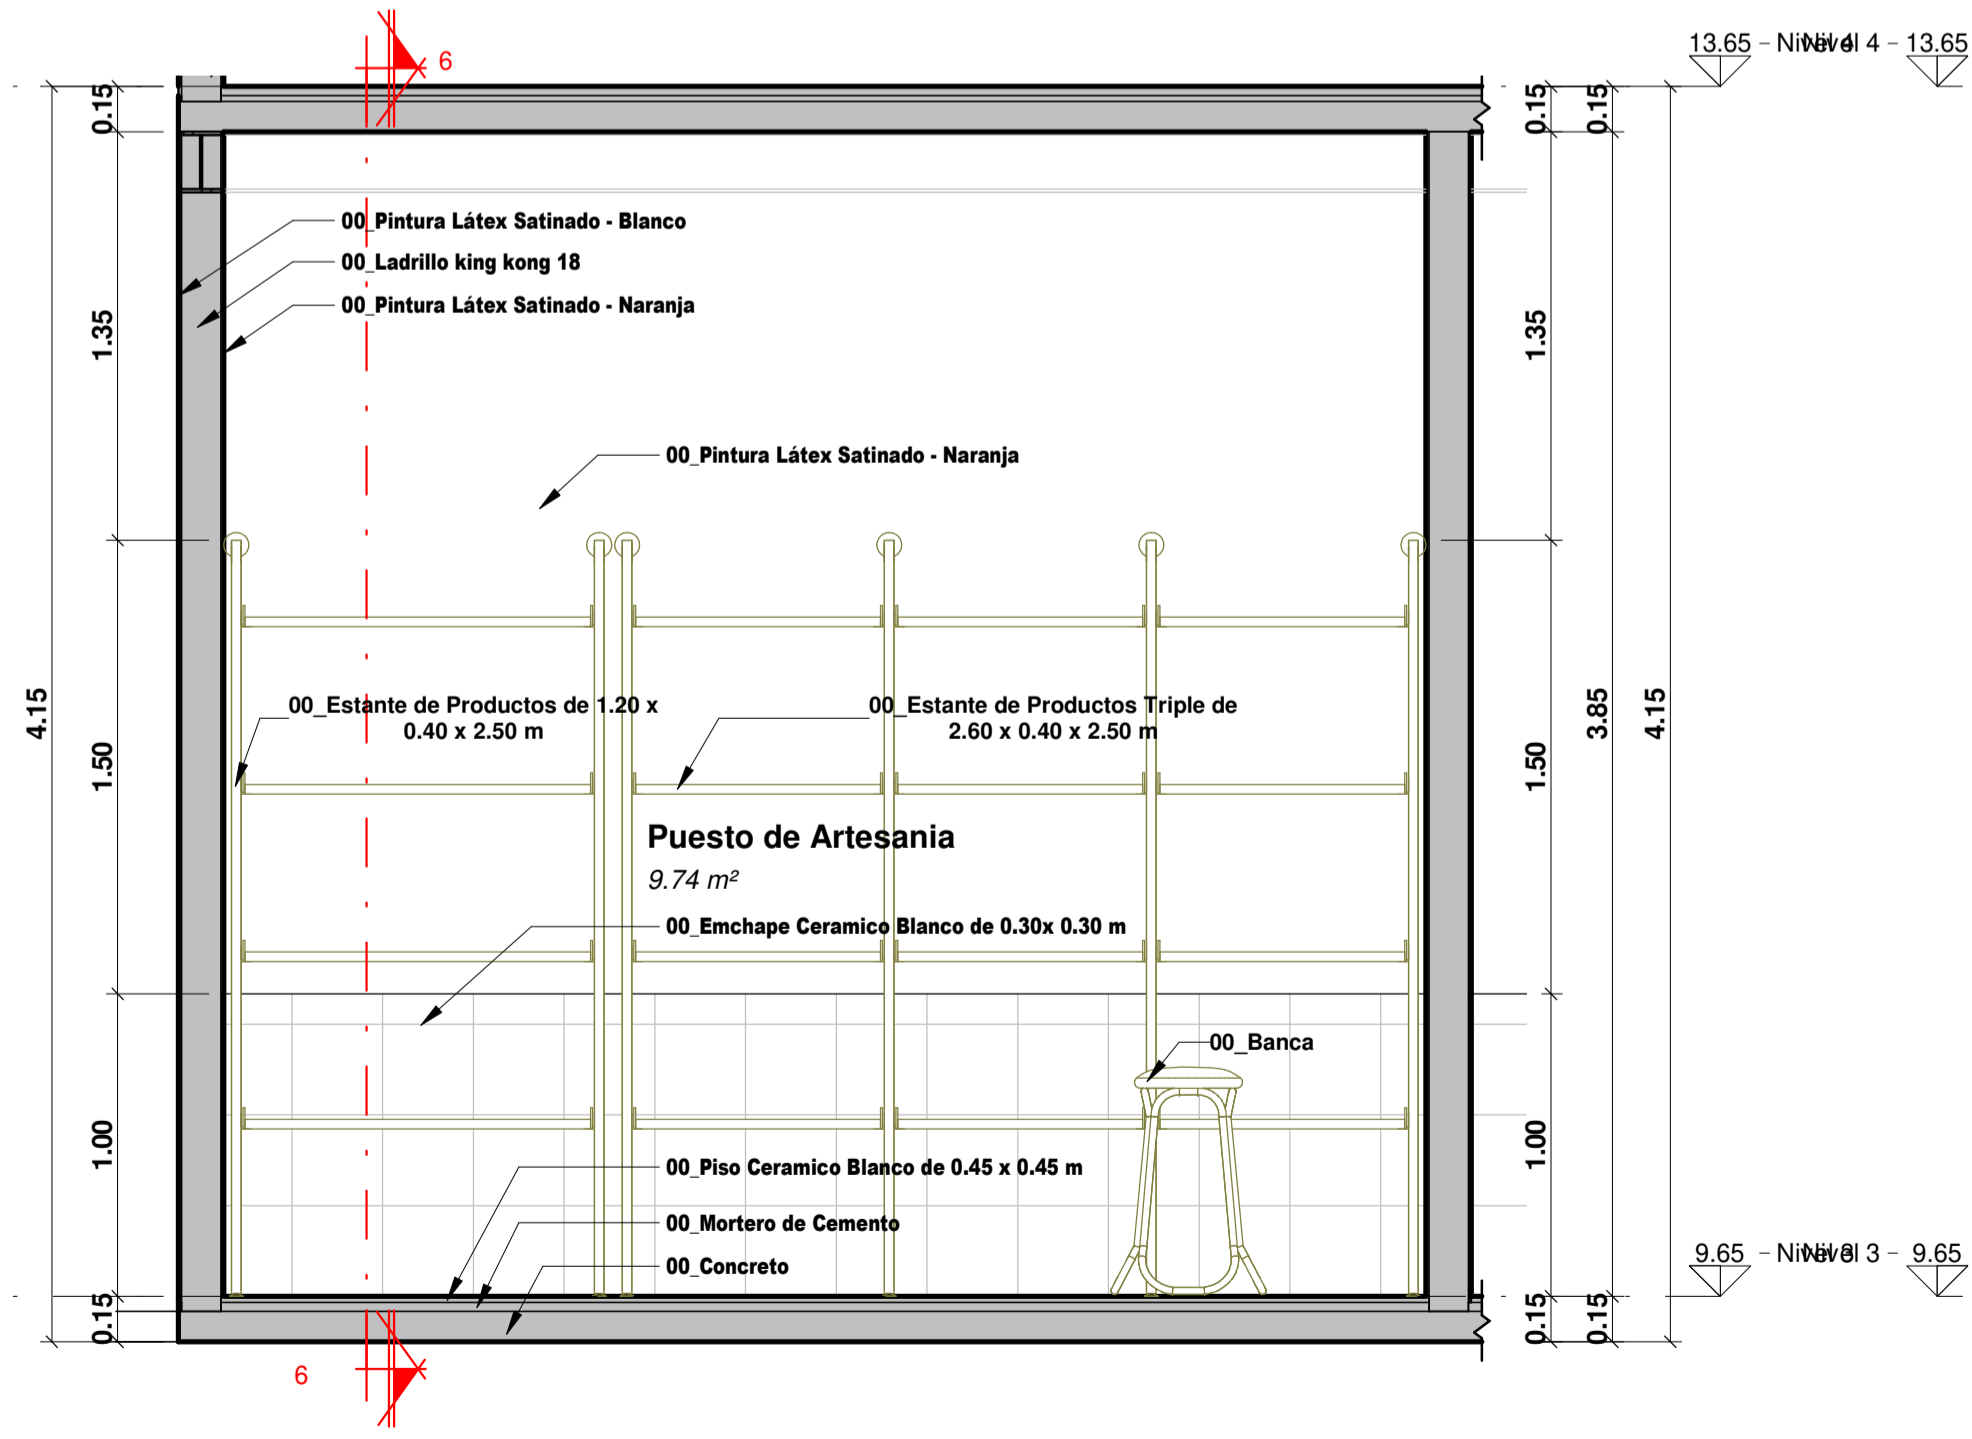 6
13.65 - Nivel 4
Nivel 4 - 13.65
0.15
0.15
0.15
00_Pintura Látex Satinado - Blanco
00_Ladrillo king kong 18
00_Pintura Látex Satinado - Naranja
1.35
1.35
00_Pintura Látex Satinado - Naranja
4.15
1.50
00_Estante de Productos de 1.20 x
0.40 x 2.50 m
00_Estante de Productos Triple de
2.60 x 0.40 x 2.50 m
1.50
3.85
4.15
Puesto de Artesania
9.74 m²
00_Emchape Ceramico Blanco de 0.30x 0.30 m
00_Banca
1.00
1.00
00_Piso Ceramico Blanco de 0.45 x 0.45 m
00_Mortero de Cemento
00_Concreto
9.65 - Nivel 3
Nivel 3 - 9.65
0.15
0.15
0.15
6